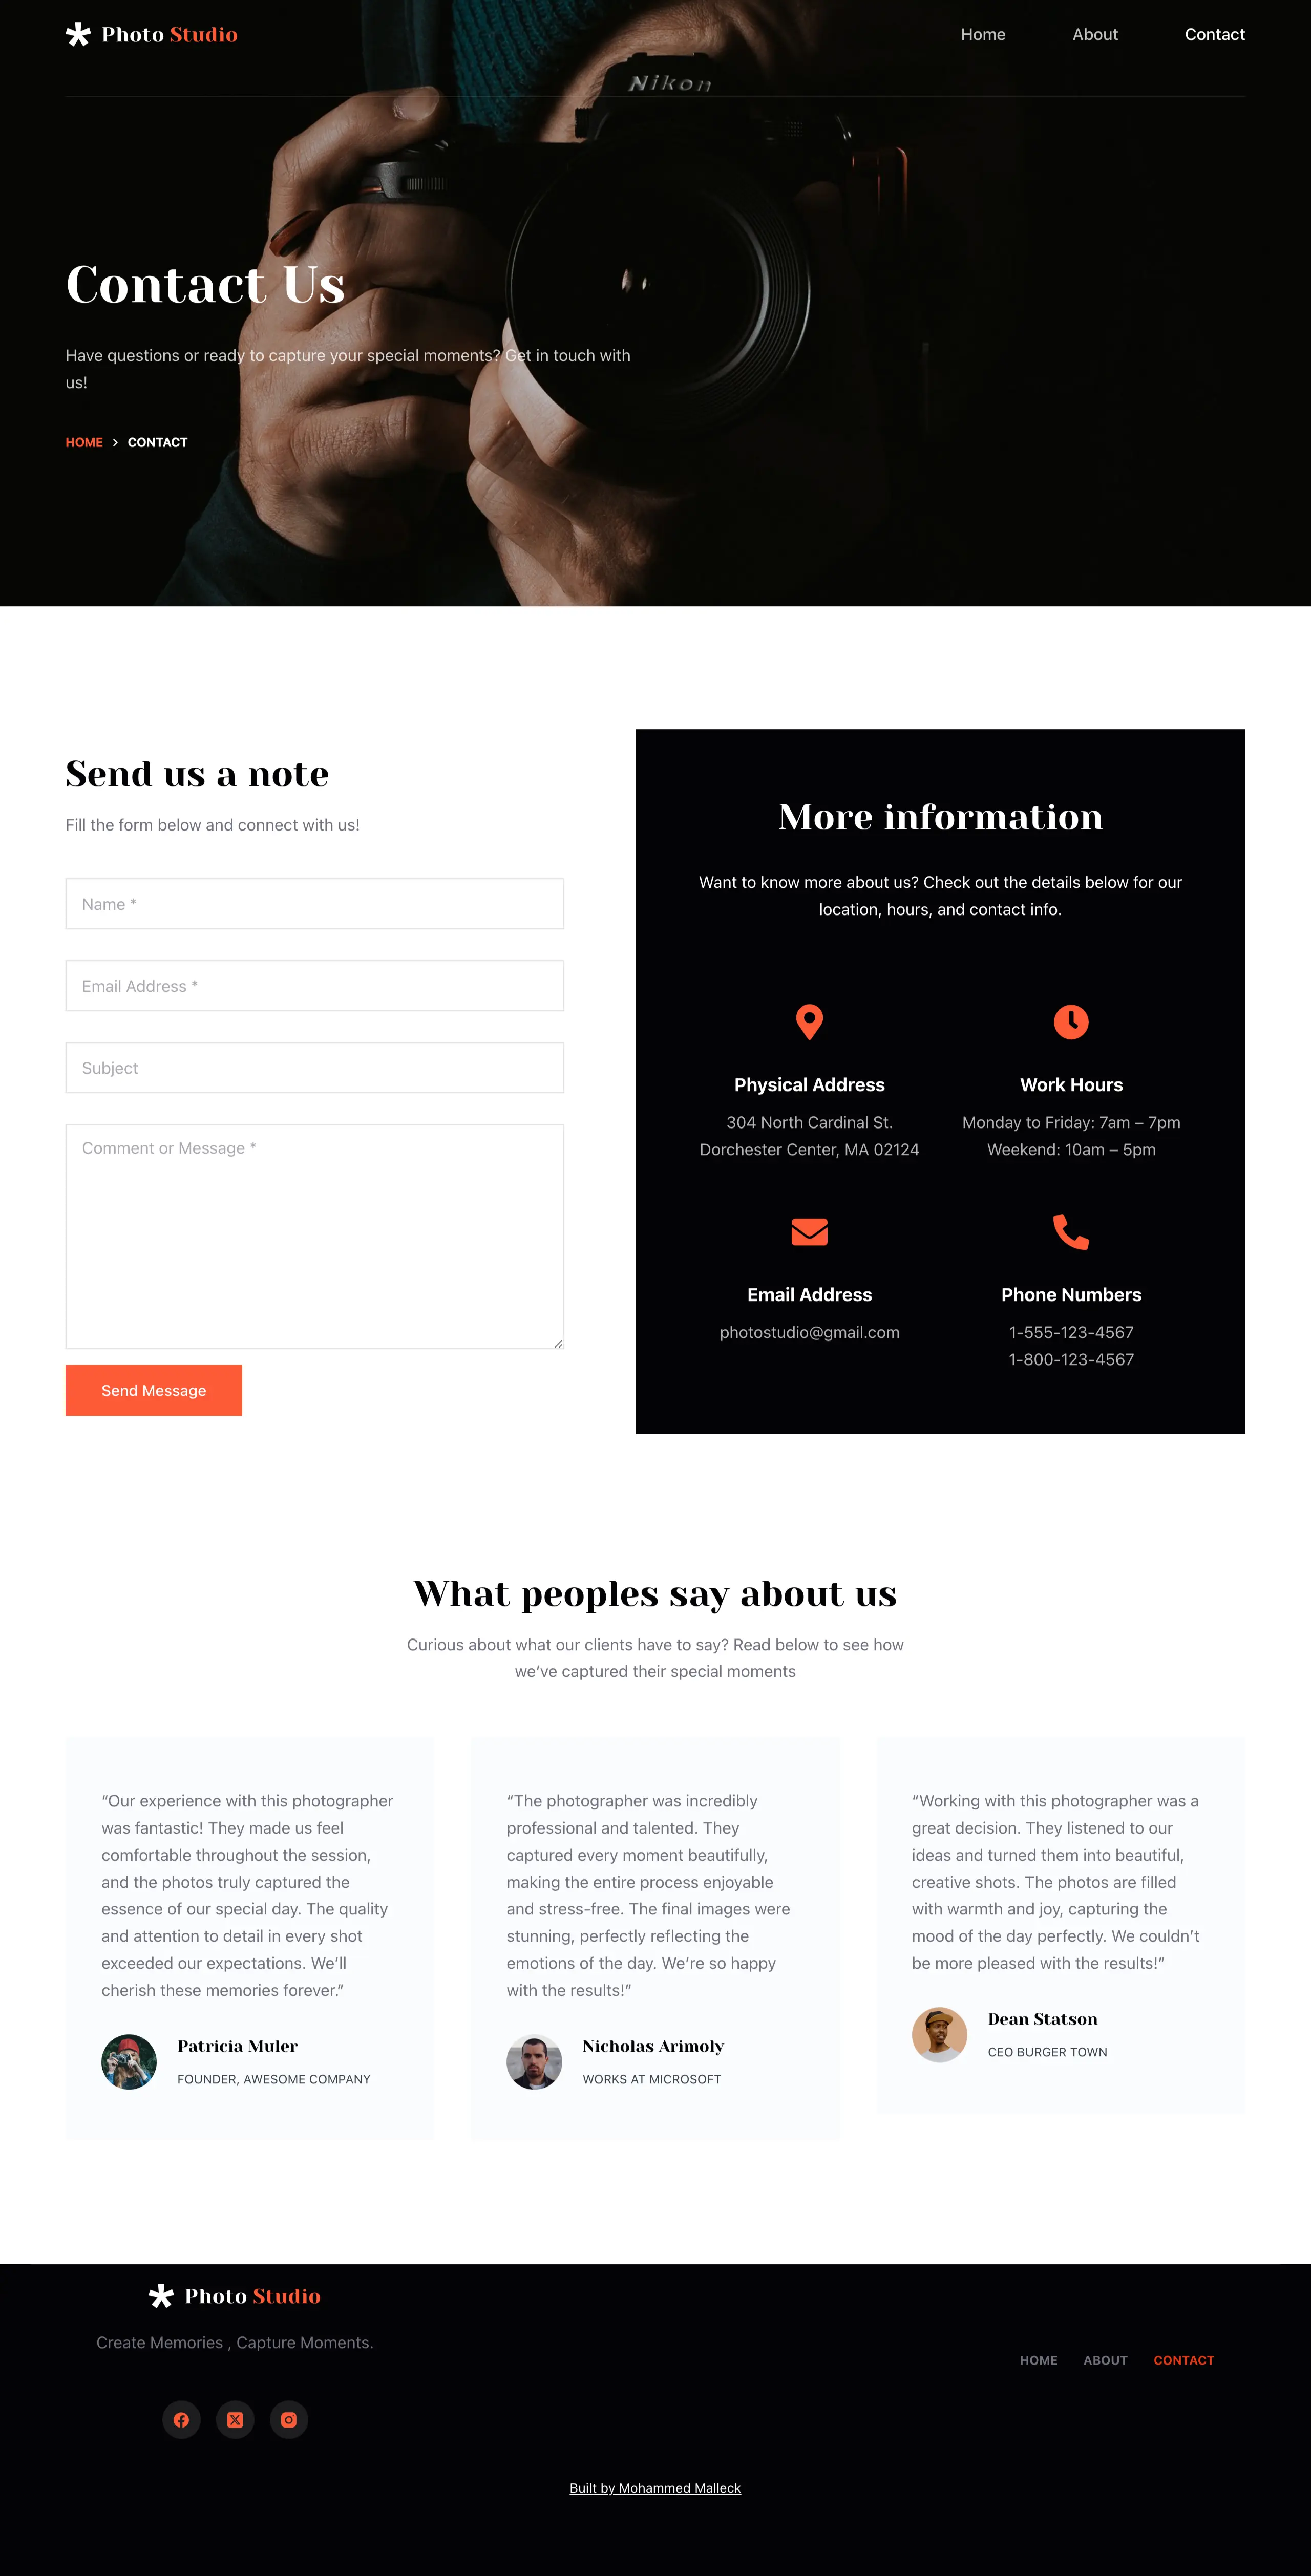 Photo Studio
Home About Contact
Nikon
Contact Us
Have questions or ready to capture your special moments? Get in touch with
us!
HOME > CONTACT
Send us a note
Fill the form below and connect with us!
Name *
Email Address *
Subject
Comment or Message *
Send Message
More information
Want to know more about us? Check out the details below for our
location, hours, and contact info.
Physical Address
304 North Cardinal St.
Dorchester Center, MA 02124
Work Hours
Monday to Friday: 7am – 7pm
Weekend: 10am – 5pm
Email Address
photostudio@gmail.com
Phone Numbers
1-555-123-4567
1-800-123-4567
What peoples say about us
Curious about what our clients have to say? Read below to see how
we’ve captured their special moments
“Our experience with this photographer
was fantastic! They made us feel
comfortable throughout the session,
and the photos truly captured the
essence of our special day. The quality
and attention to detail in every shot
exceeded our expectations. We’ll
cherish these memories forever.”
Patricia Muler
FOUNDER, AWESOME COMPANY
“The photographer was incredibly
professional and talented. They
captured every moment beautifully,
making the entire process enjoyable
and stress-free. The final images were
stunning, perfectly reflecting the
emotions of the day. We’re so happy
with the results!”
Nicholas Arimoly
WORKS AT MICROSOFT
“Working with this photographer was a
great decision. They listened to our
ideas and turned them into beautiful,
creative shots. The photos are filled
with warmth and joy, capturing the
mood of the day perfectly. We couldn’t
be more pleased with the results!”
Dean Statson
CEO BURGER TOWN
Photo Studio
Create Memories , Capture Moments.
HOME ABOUT CONTACT
Built by Mohammed Malleck